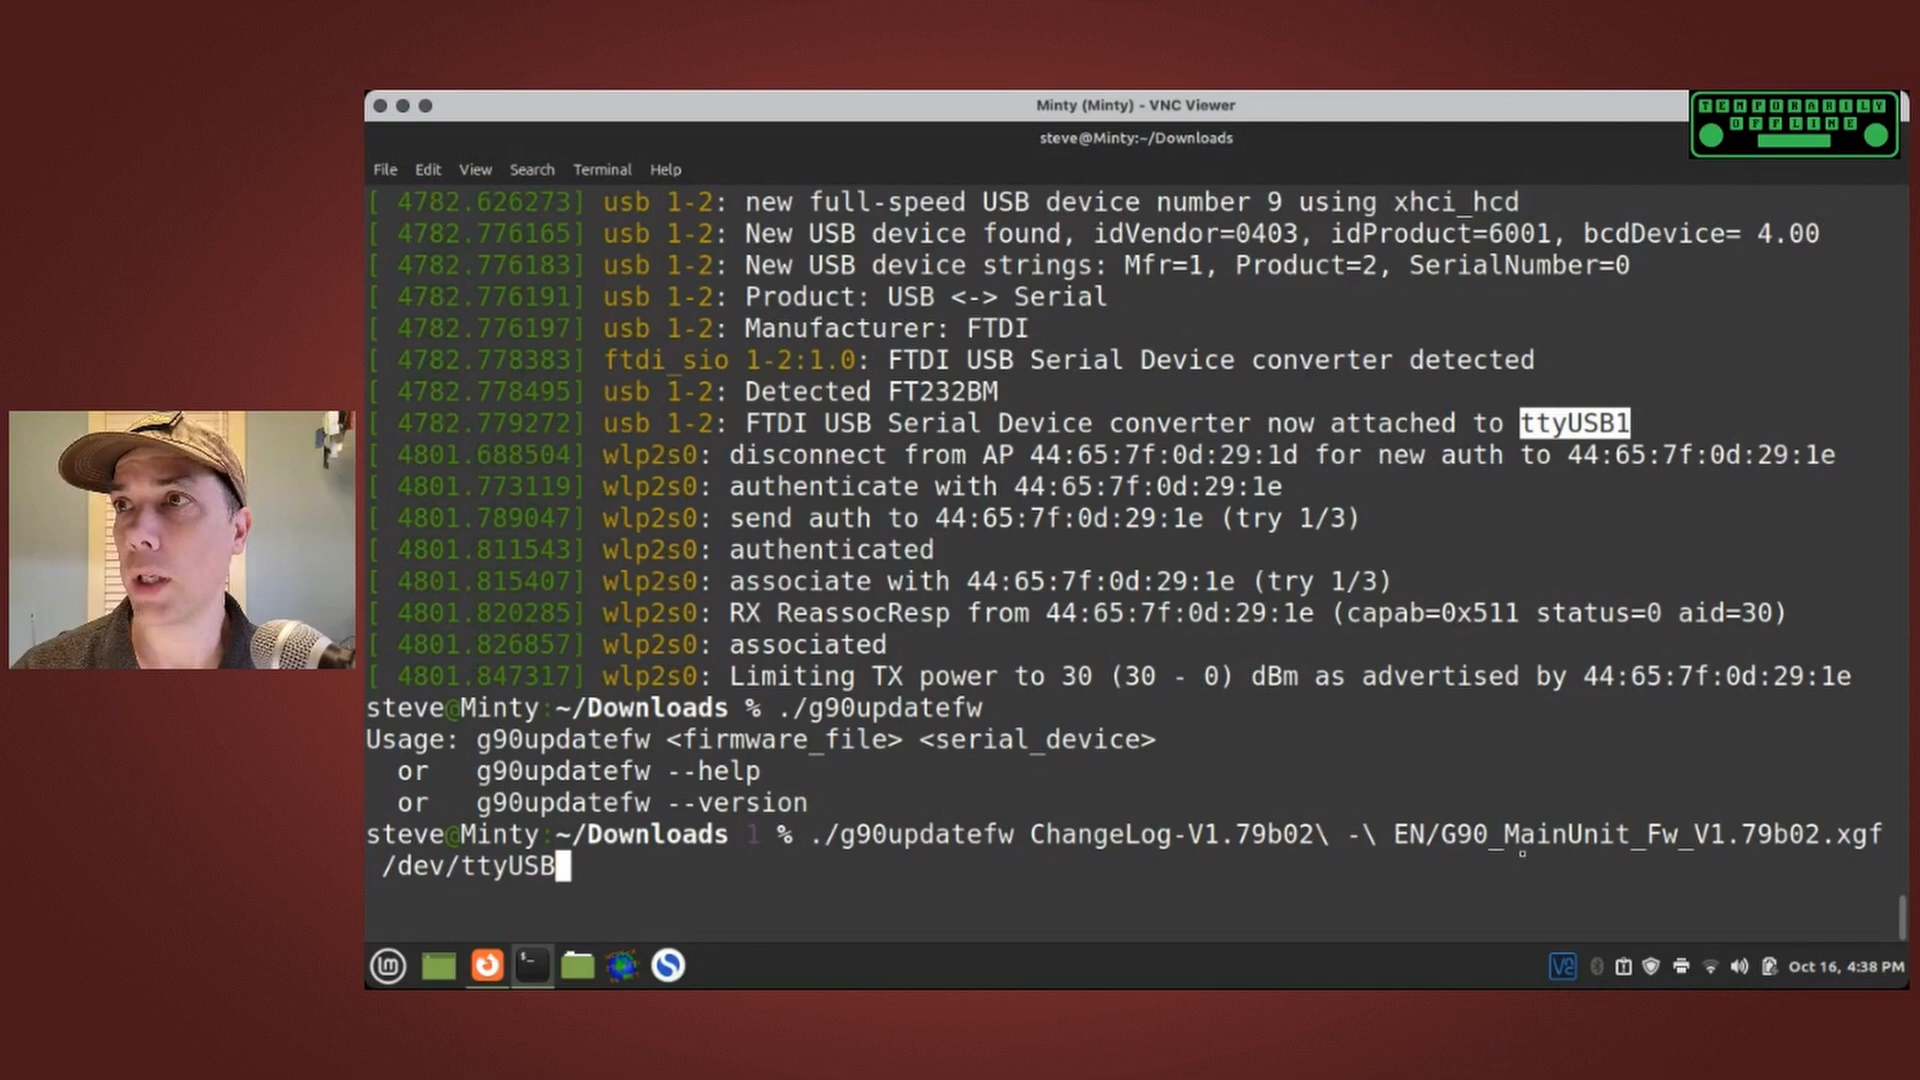 Minty (Minty) - VNC Viewer
TEMPORARILY
OFFLINE
steve@Minty:~/Downloads
File Edit View Search Terminal Help
[ 4782.626273] usb 1-2: new full-speed USB device number 9 using xhci_hcd
[ 4782.776165] usb 1-2: New USB device found, idVendor=0403, idProduct=6001, bcdDevice= 4.00
[ 4782.776183] usb 1-2: New USB device strings: Mfr=1, Product=2, SerialNumber=0
[ 4782.776191] usb 1-2: Product: USB <-> Serial
[ 4782.776197] usb 1-2: Manufacturer: FTDI
[ 4782.778383] ftdi_sio 1-2:1.0: FTDI USB Serial Device converter detected
[ 4782.778495] usb 1-2: Detected FT232BM
[ 4782.779272] usb 1-2: FTDI USB Serial Device converter now attached to ttyUSB1
[ 4801.688504] wlp2s0: disconnect from AP 44:65:7f:0d:29:1d for new auth to 44:65:7f:0d:29:1e
[ 4801.773119] wlp2s0: authenticate with 44:65:7f:0d:29:1e
[ 4801.789047] wlp2s0: send auth to 44:65:7f:0d:29:1e (try 1/3)
[ 4801.811543] wlp2s0: authenticated
[ 4801.815407] wlp2s0: associate with 44:65:7f:0d:29:1e (try 1/3)
[ 4801.820285] wlp2s0: RX ReassocResp from 44:65:7f:0d:29:1e (capab=0x511 status=0 aid=30)
[ 4801.826857] wlp2s0: associated
[ 4801.847317] wlp2s0: Limiting TX power to 30 (30 - 0) dBm as advertised by 44:65:7f:0d:29:1e
steve@Minty:~/Downloads % ./g90updatefw
Usage: g90updatefw <firmware_file> <serial_device>
or g90updatefw --help
or g90updatefw --version
steve@Minty:~/Downloads 1 % ./g90updatefw ChangeLog-V1.79b02\ -\ EN/G90_MainUnit_Fw_V1.79b02.xgf
/dev/ttyUSB
Oct 16, 4:38 PM